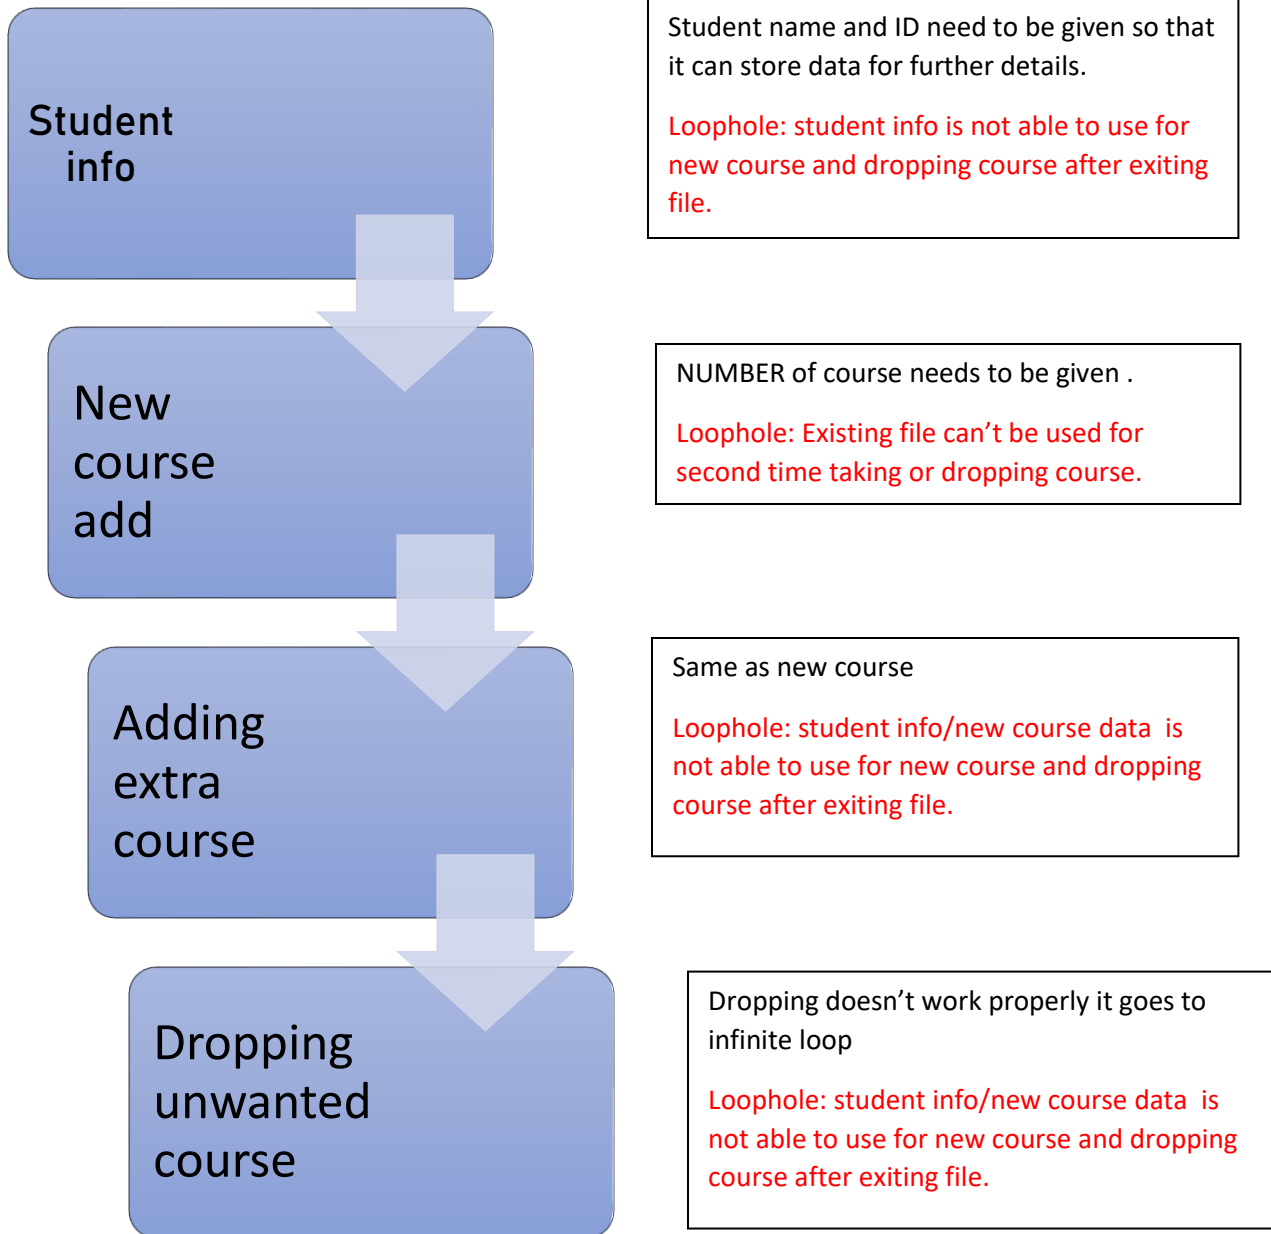 Student
info
Student name and ID need to be given so that
it can store data for further details.
Loophole: student info is not able to use for
new course and dropping course after exiting
file.
New
course
add
NUMBER of course needs to be given .
Loophole: Existing file can’t be used for
second time taking or dropping course.
Adding
extra
course
Same as new course
Loophole: student info/new course data  is
not able to use for new course and dropping
course after exiting file.
Dropping
unwanted
course
Dropping doesn’t work properly it goes to
infinite loop
Loophole: student info/new course data  is
not able to use for new course and dropping
course after exiting file.